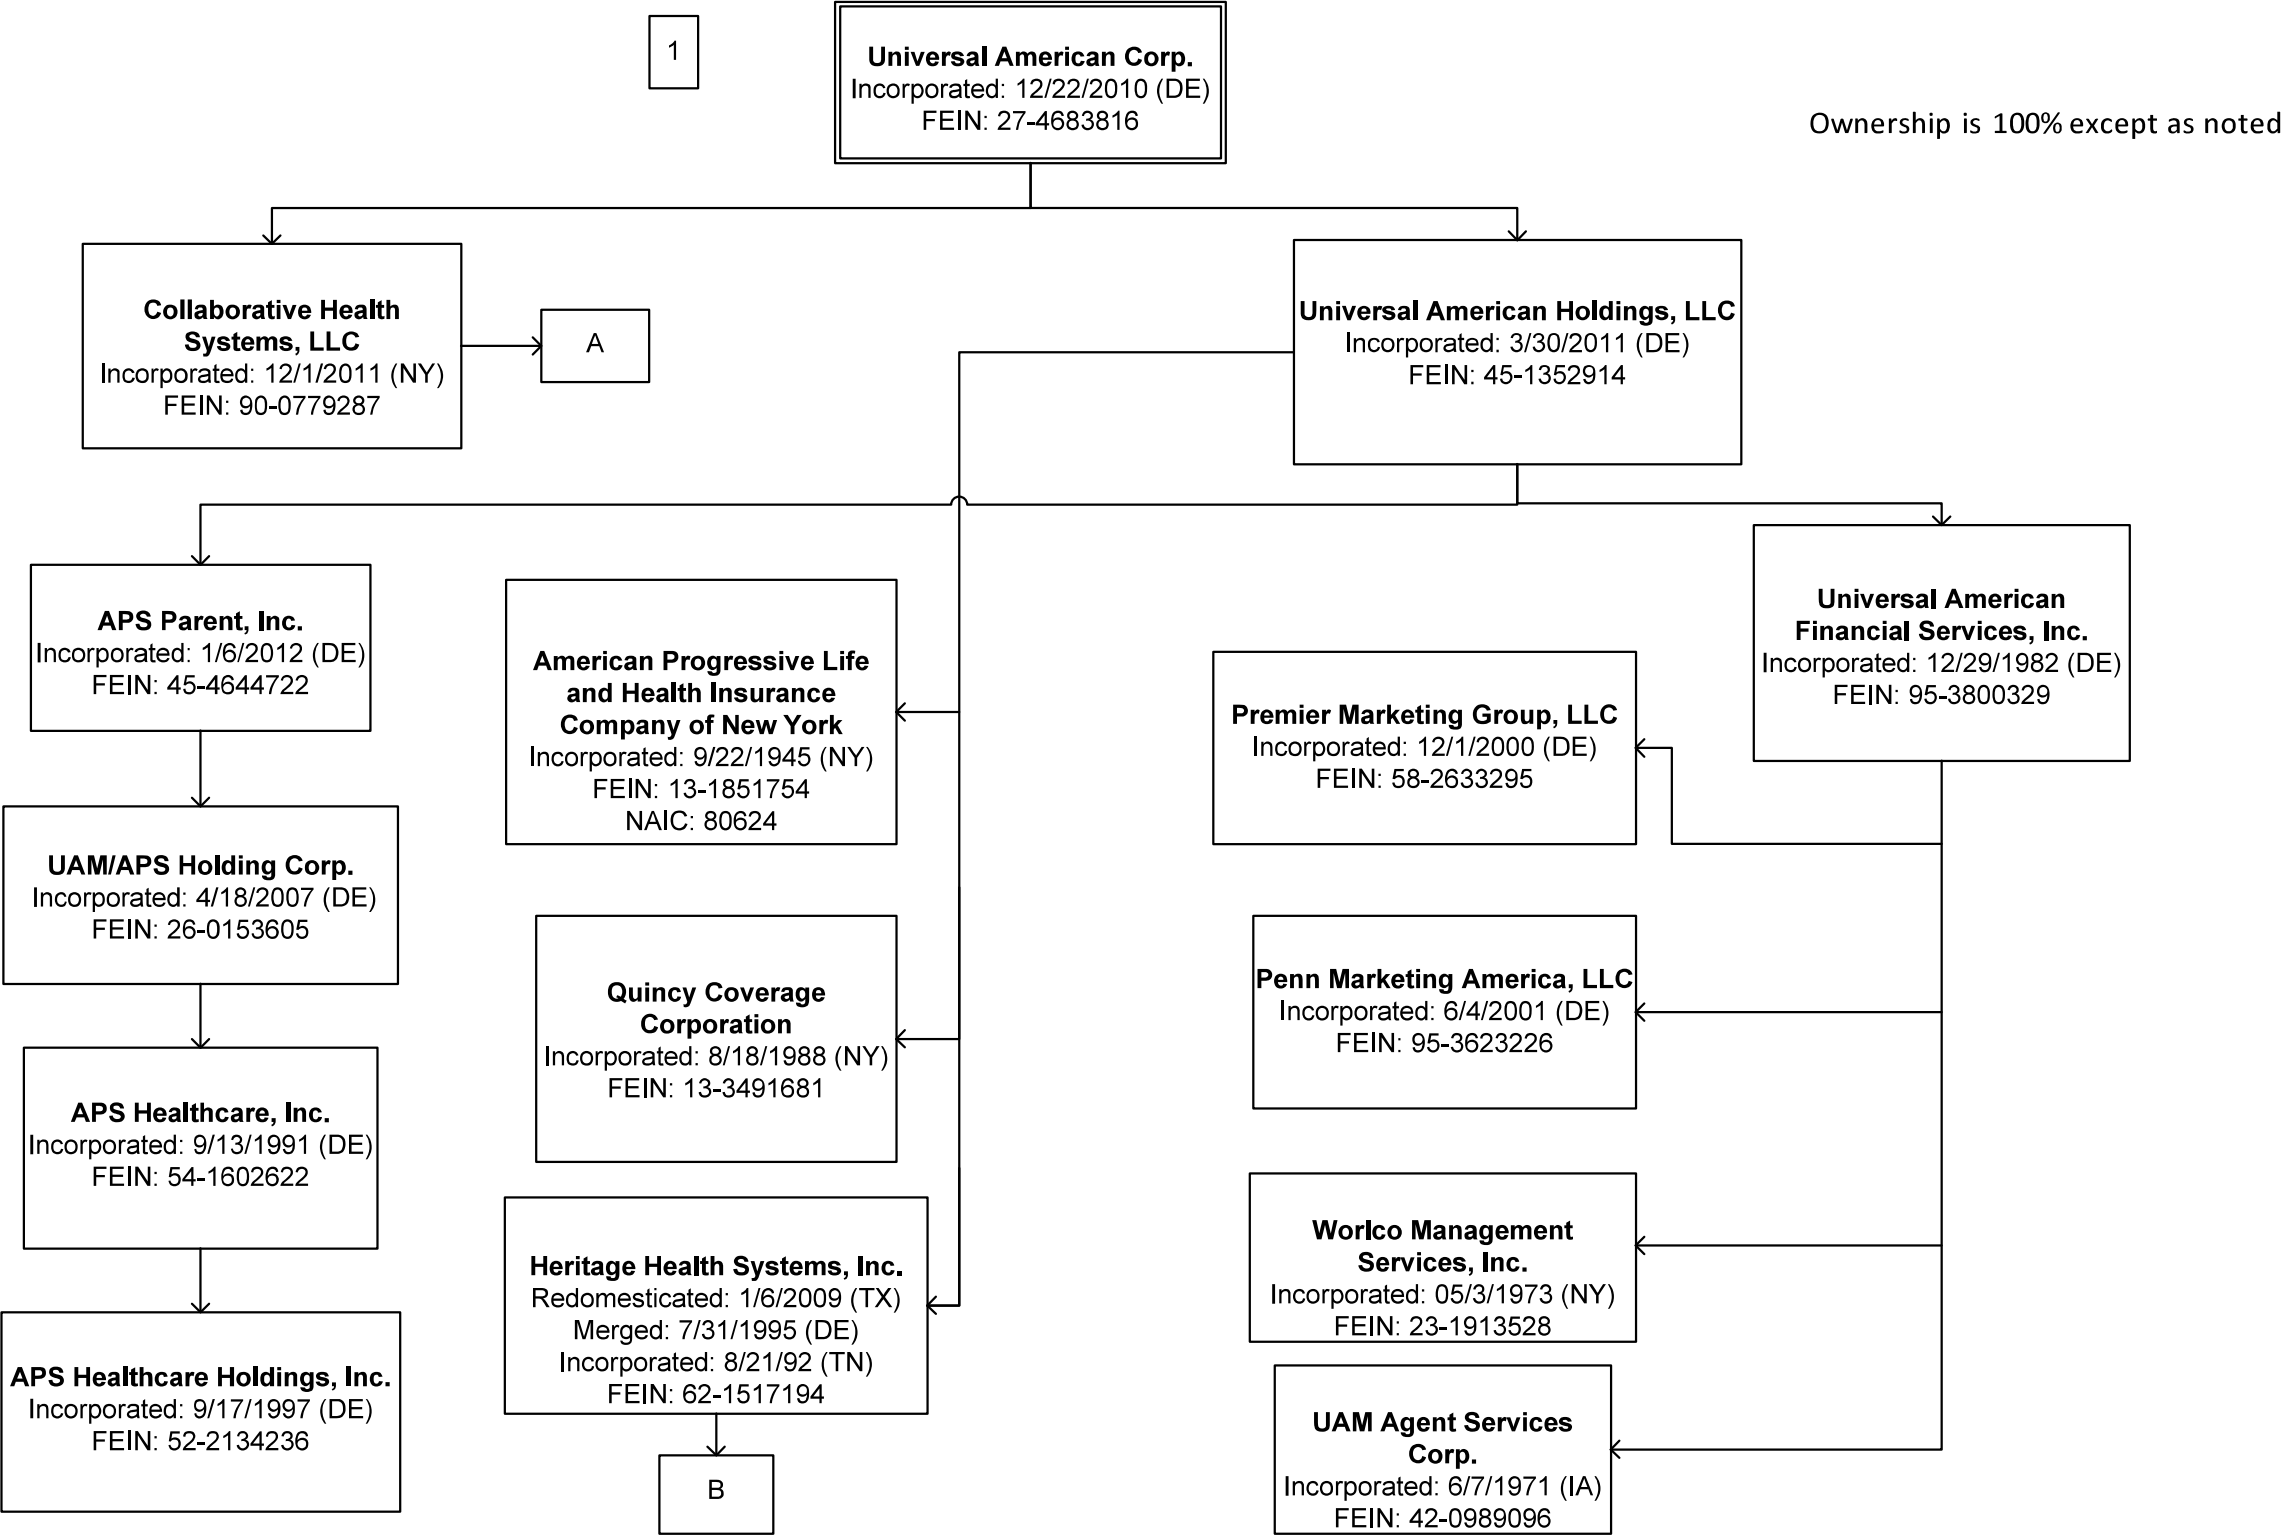 1
Universal American Corp.
Incorporated: 12/22/2010 (DE)
FEIN: 27-4683816
Ownership is 100% except as noted
Collaborative Health
Systems, LLC
Incorporated: 12/1/2011 (NY)
FEIN: 90-0779287
A
Universal American Holdings, LLC
Incorporated: 3/30/2011 (DE)
FEIN: 45-1352914
APS Parent, Inc.
Incorporated: 1/6/2012 (DE)
FEIN: 45-4644722
American Progressive Life
and Health Insurance
Company of New York
Incorporated: 9/22/1945 (NY)
FEIN: 13-1851754
NAIC: 80624
Universal American
Financial Services, Inc.
Incorporated: 12/29/1982 (DE)
FEIN: 95-3800329
Premier Marketing Group, LLC
Incorporated: 12/1/2000 (DE)
FEIN: 58-2633295
UAM/APS Holding Corp.
Incorporated: 4/18/2007 (DE)
FEIN: 26-0153605
Quincy Coverage
Corporation
Incorporated: 8/18/1988 (NY)
FEIN: 13-3491681
Penn Marketing America, LLC
Incorporated: 6/4/2001 (DE)
FEIN: 95-3623226
APS Healthcare, Inc.
Incorporated: 9/13/1991 (DE)
FEIN: 54-1602622
Heritage Health Systems, Inc.
Redomesticated: 1/6/2009 (TX)
Merged: 7/31/1995 (DE)
Incorporated: 8/21/92 (TN)
FEIN: 62-1517194
Worlco Management
Services, Inc.
Incorporated: 05/3/1973 (NY)
FEIN: 23-1913528
APS Healthcare Holdings, Inc.
Incorporated: 9/17/1997 (DE)
FEIN: 52-2134236
B
UAM Agent Services
Corp.
Incorporated: 6/7/1971 (IA)
FEIN: 42-0989096